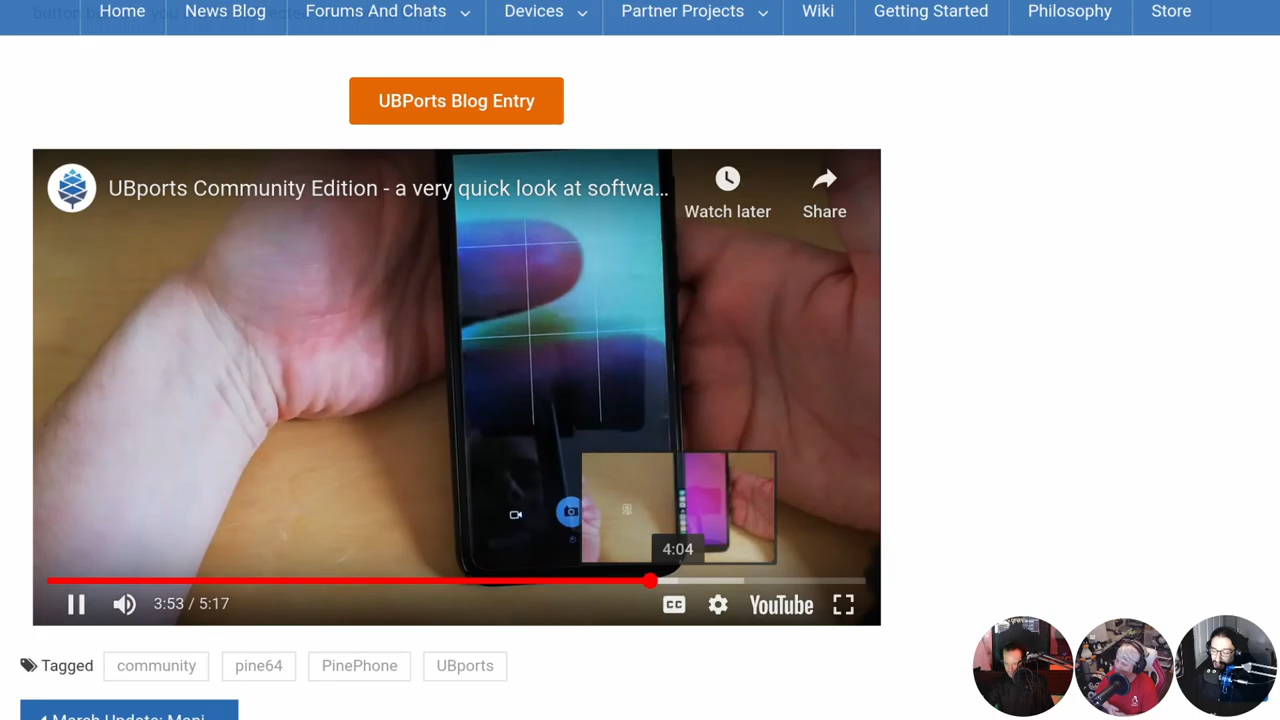 Home News Blog Forums And Chats Devices Partner Projects Wiki Getting Started Philosophy Store
UBPorts Blog Entry
UBports Community Edition - a very quick look at softwa…
Watch later
Share
4:04
3:53 / 5:17
CC
YouTube
Tagged community pine64 PinePhone UBports